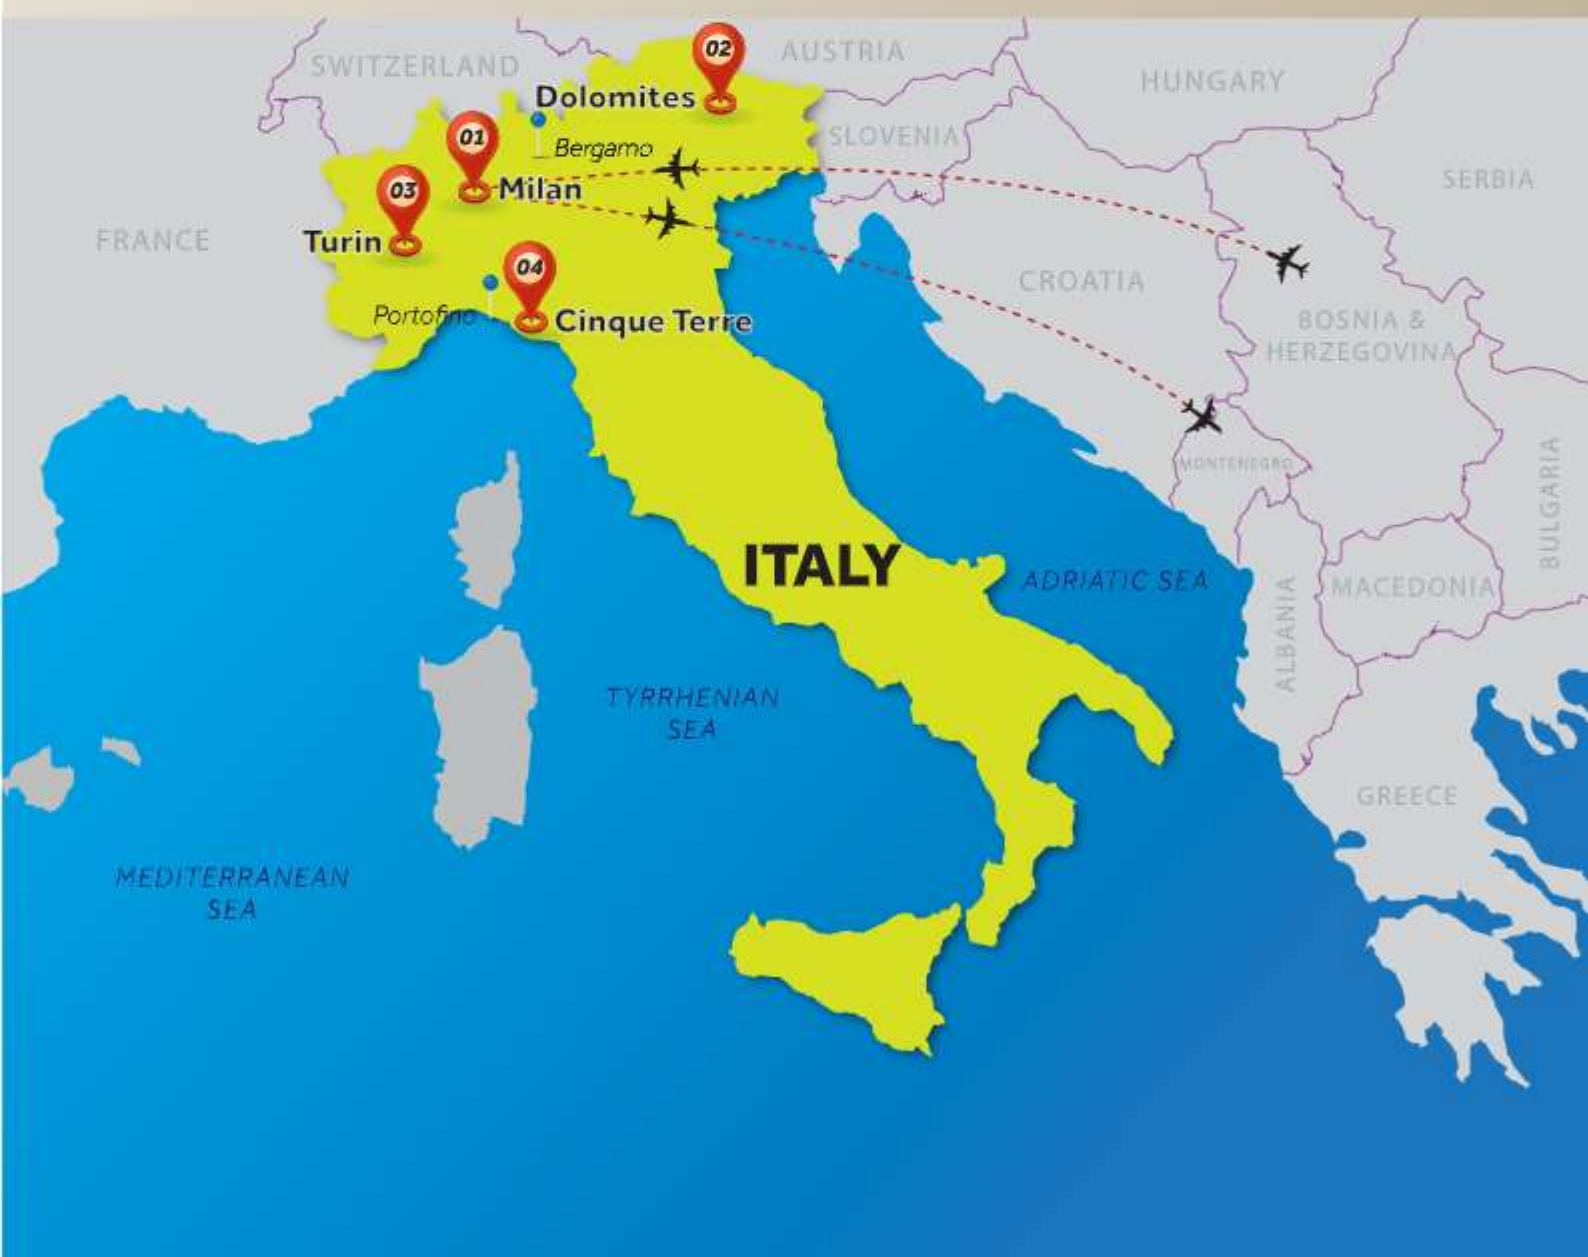 02
AUSTRIA
SWITZERLAND
HUNGARY
Dolomites
01
SLOVENIA
Bergamo
SERBIA
03
Milan
FRANCE
Turin
04
CROATIA
Portofino
Cinque Terre
BOSNIA &
HERZEGOVINA
MONTENEGRO
BULGARIA
ITALY
ADRIATIC SEA
MACEDONIA
ALBANIA
TYRRHENIAN
SEA
GREECE
MEDITERRANEAN
SEA